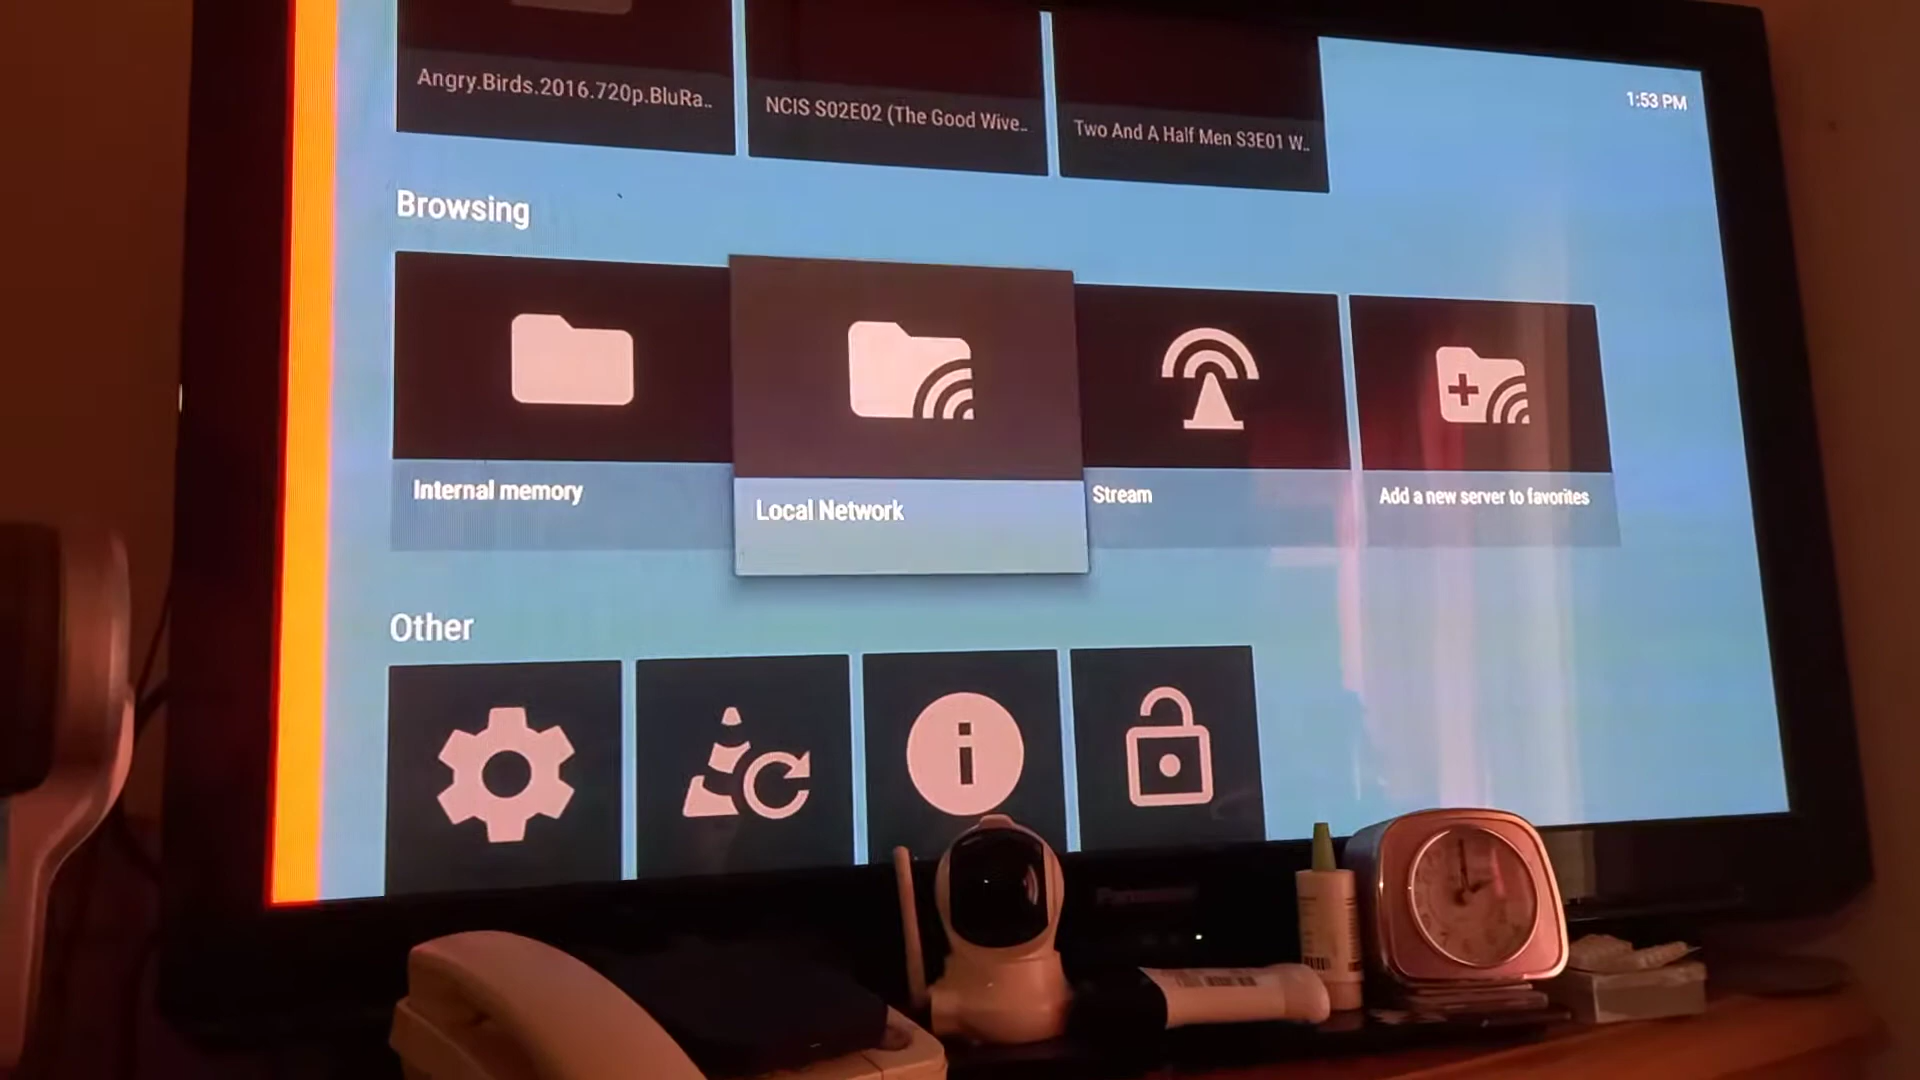 Angry.Birds.2016.720p.BluRa..
NCIS S02E02 (The Good Wive..
Two And A Half Men S3E01 W..
1:53 PM
Browsing
Internal memory
Local Network
Stream
Add a new server to favorites
Other
Panasonic